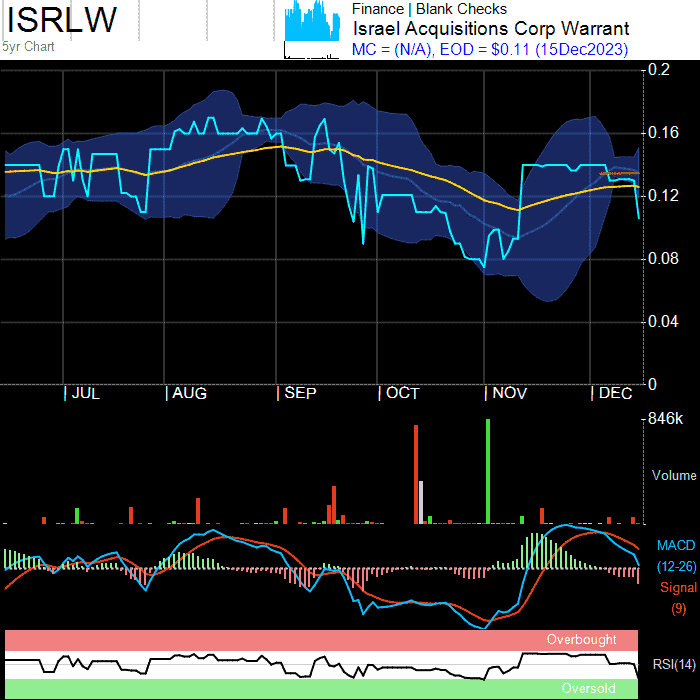 ISRLW
5yr Chart
Finance | Blank Checks
Israel Acquisitions Corp Warrant
MC = (N/A), EOD = $0.11 (15Dec2023)
0.2
0.16
0.12
0.08
0.04
0
| JUL | AUG | SEP | OCT | NOV | DEC
846k
Volume
MACD
(12-26)
Signal
(9)
Overbought
RSI(14)
Oversold